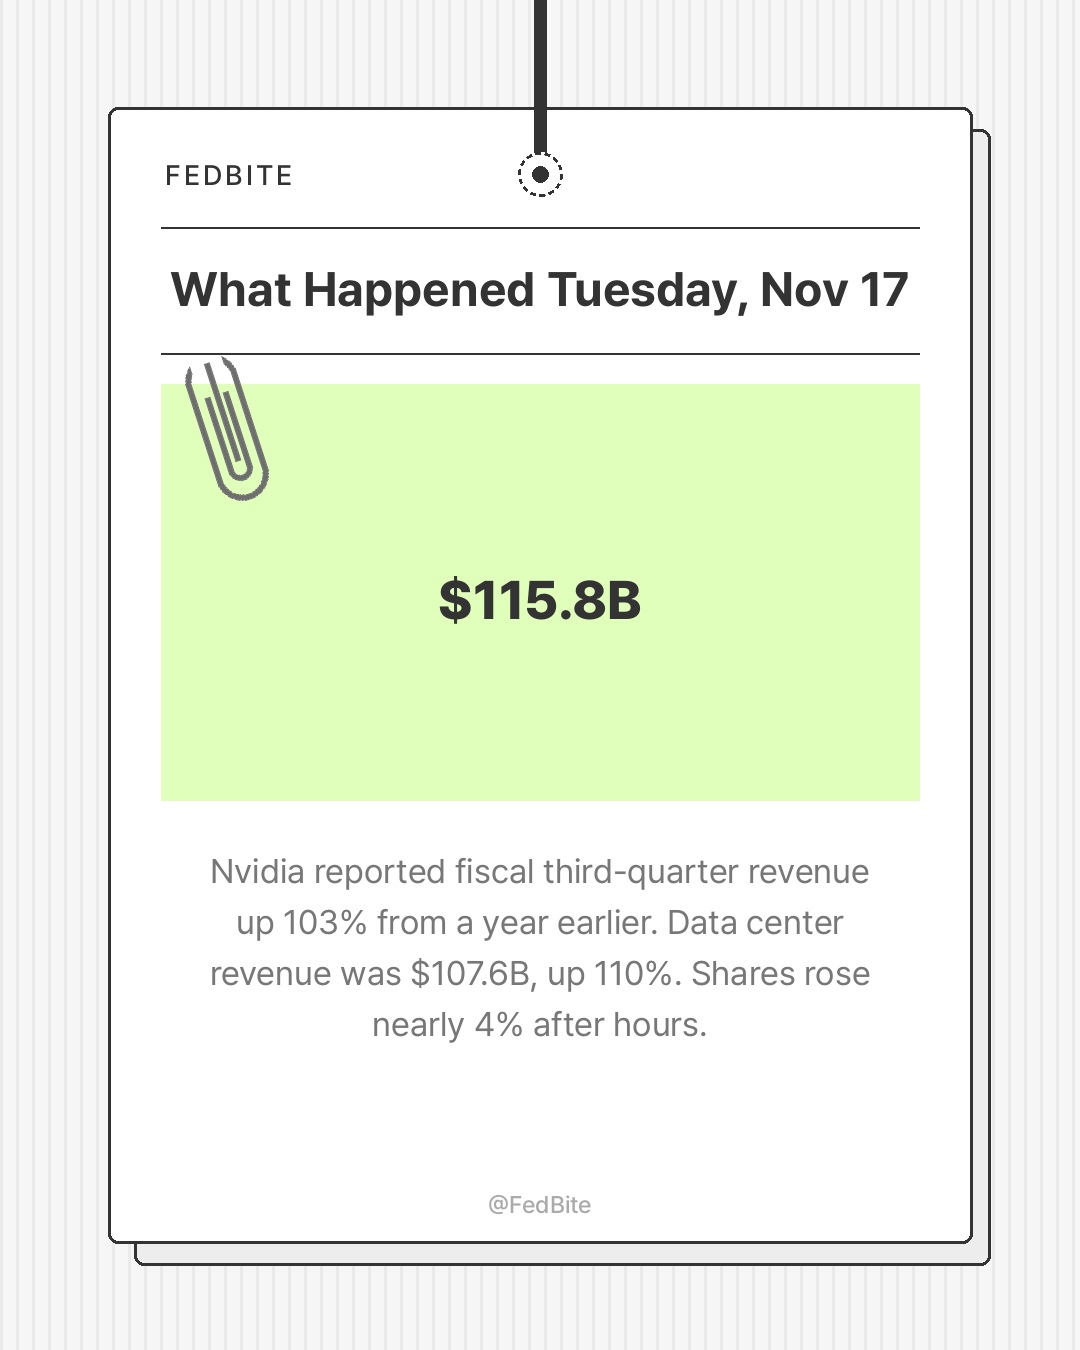 FEDBITE
What Happened Tuesday, Nov 17
$115.8B
Nvidia reported fiscal third-quarter revenue
up 103% from a year earlier. Data center
revenue was $107.6B, up 110%. Shares rose
nearly 4% after hours.
@FedBite